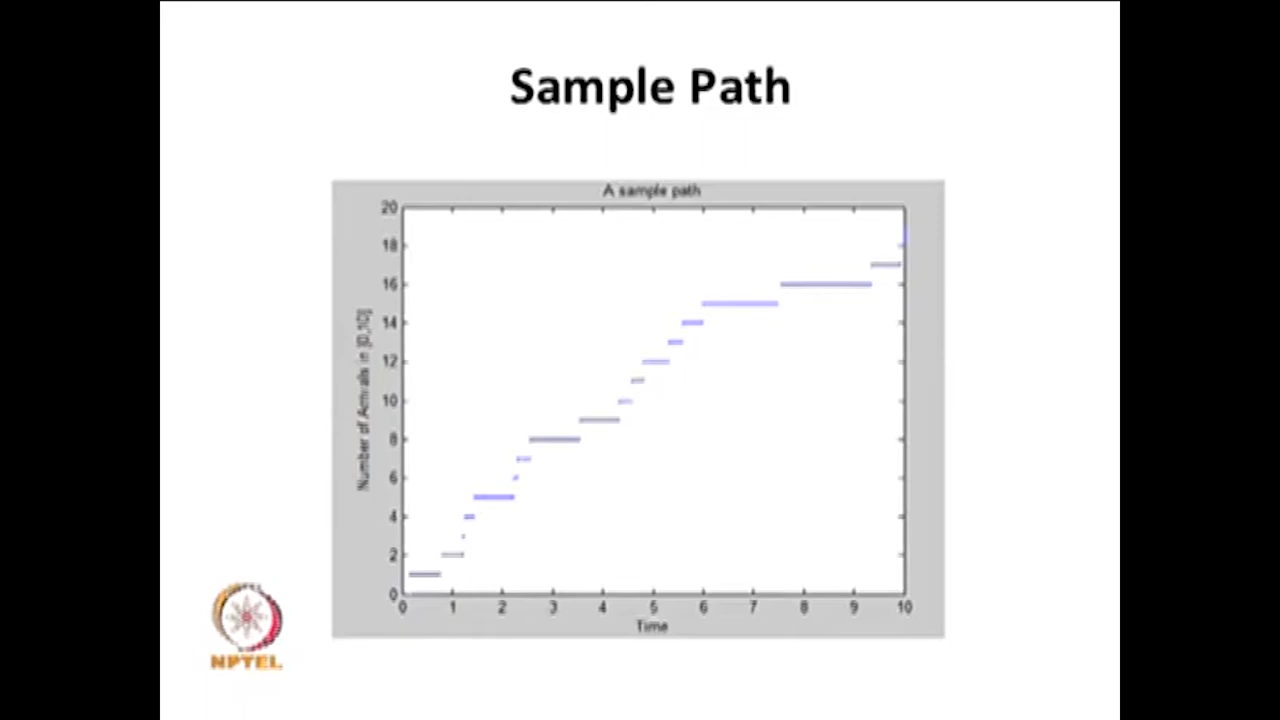 Sample Path
A sample path
20
18
16
14
12
10
8
6
4
2
0
Number of Arrivals in [0,10]
0 1 2 3 4 5 6 7 8 9 10
Time
NPTEL